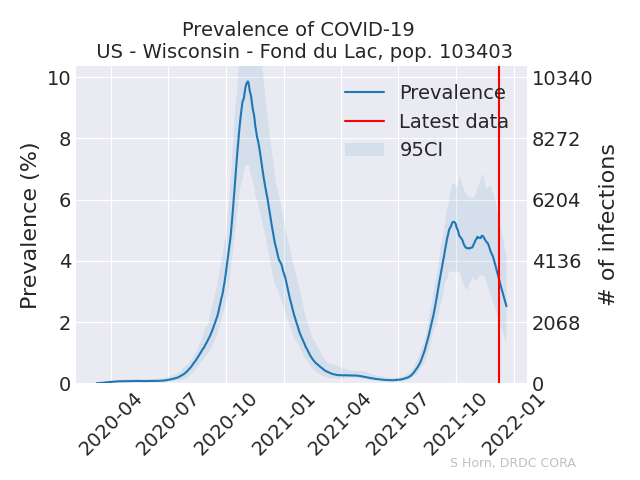 Prevalence of COVID-19
US - Wisconsin - Fond du Lac, pop. 103403
Prevalence (%)
10
8
6
4
2
0
Prevalence
Latest data
95CI
10340
8272
6204
4136
2068
0
# of infections
2020-04
2020-07
2020-10
2021-01
2021-04
2021-07
2021-10
2022-01
S Horn, DRDC CORA